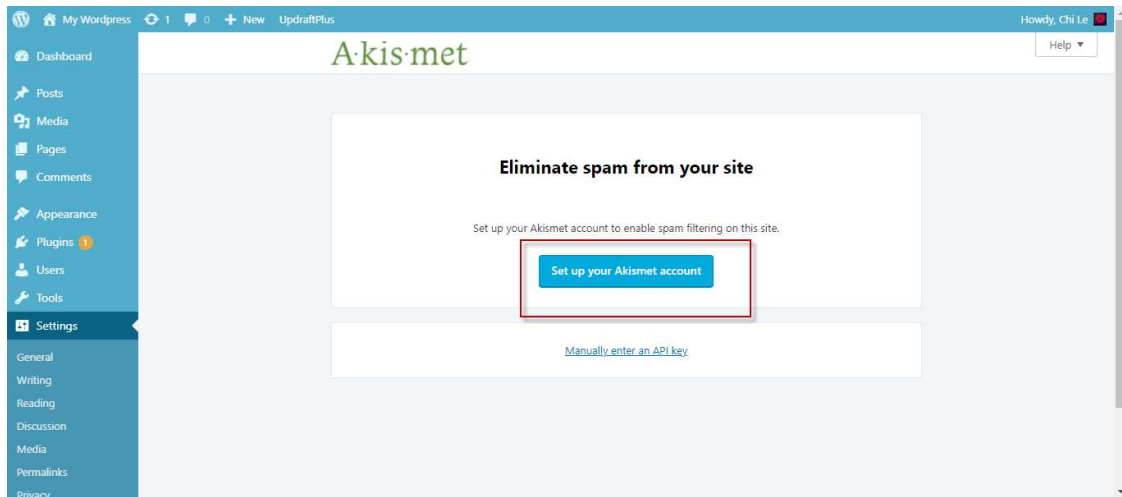 My Wordpress 1 0 + New UpdraftPlus Howdy, Chi Le
Help
A·kis·met
Dashboard
Posts
Media
Pages
Comments
Appearance
Plugins 1
Users
Tools
Settings
General
Writing
Reading
Discussion
Media
Permalinks
Privacy
Eliminate spam from your site
Set up your Akismet account to enable spam filtering on this site.
Set up your Akismet account
Manually enter an API key